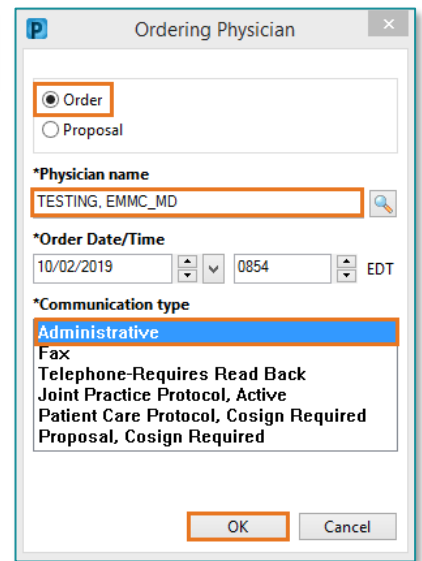 P Ordering Physician ×
Order
Proposal
*Physician name
TESTING, EMMC_MD
*Order Date/Time
10/02/2019 0854 EDT
*Communication type
Administrative
Fax
Telephone-Requires Read Back
Joint Practice Protocol, Active
Patient Care Protocol, Cosign Required
Proposal, Cosign Required
OK Cancel